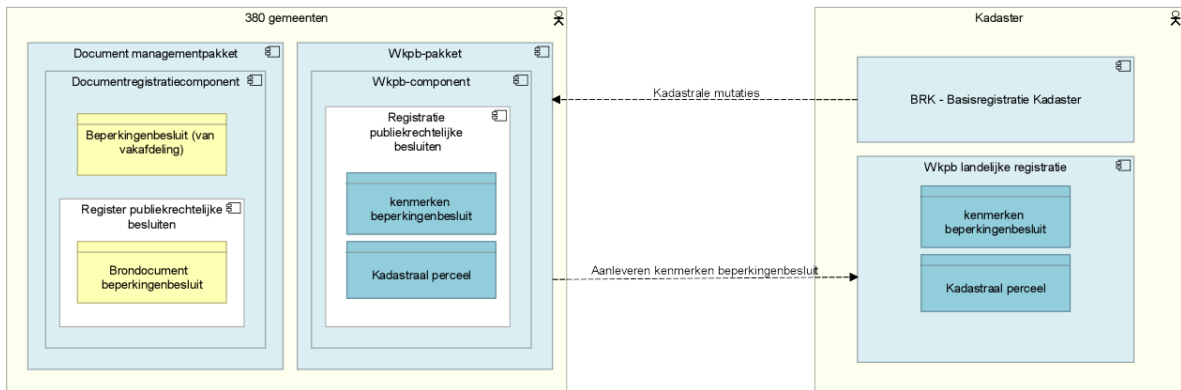 380 gemeenten
Document managementpakket
Documentregistratiecomponent
Beperkingenbesluit (van
vakafdeling)
Register publiekrechtelijke
besluiten
Brondocument
beperkingenbesluit
Wkpb-pakket
Wkpb-component
Registratie
publiekrechtelijke
besluiten
kenmerken
beperkingenbesluit
Kadastraal perceel
Kadastrale mutaties
Aanleveren kenmerken beperkingenbesluit
Kadaster
BRK - Basisregistratie Kadaster
Wkpb landelijke registratie
kenmerken
beperkingenbesluit
Kadastraal perceel